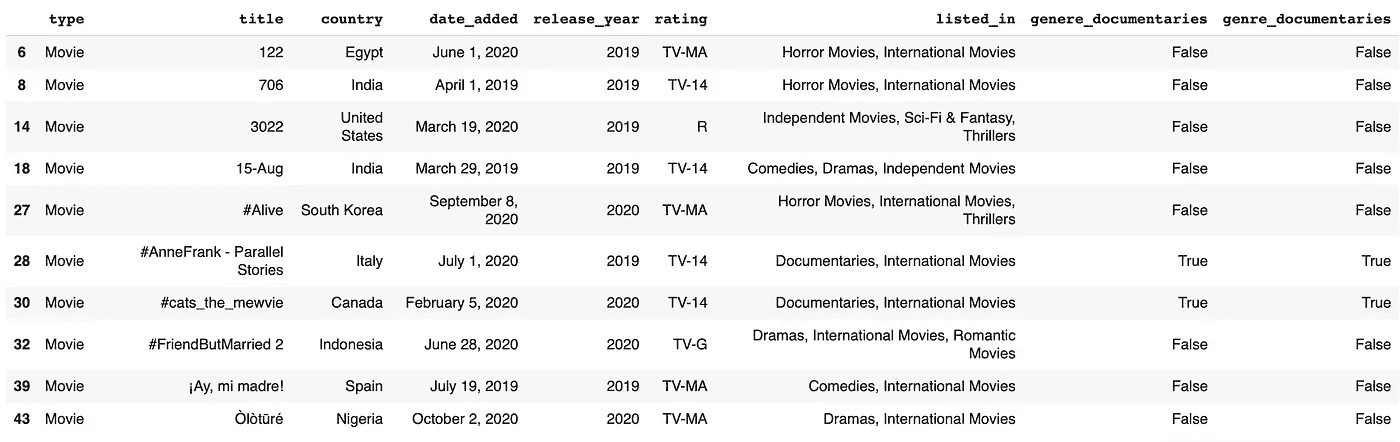 type title country date_added release_year rating listed_in genere_documentaries genre_documentaries
6 Movie 122 Egypt June 1, 2020 2019 TV-MA Horror Movies, International Movies False False
8 Movie 706 India April 1, 2019 2019 TV-14 Horror Movies, International Movies False False
14 Movie 3022 United States March 19, 2020 2019 R Independent Movies, Sci-Fi & Fantasy, Thrillers False False
18 Movie 15-Aug India March 29, 2019 2019 TV-14 Comedies, Dramas, Independent Movies False False
27 Movie #Alive South Korea September 8, 2020 2020 TV-MA Horror Movies, International Movies, Thrillers False False
28 Movie #AnneFrank - Parallel Stories Italy July 1, 2020 2019 TV-14 Documentaries, International Movies True True
30 Movie #cats_the_mewvie Canada February 5, 2020 2020 TV-14 Documentaries, International Movies True True
32 Movie #FriendButMarried 2 Indonesia June 28, 2020 2020 TV-G Dramas, International Movies, Romantic Movies False False
39 Movie ¡Ay, mi madre! Spain July 19, 2019 2019 TV-MA Comedies, International Movies False False
43 Movie Òlòtūré Nigeria October 2, 2020 2020 TV-MA Dramas, International Movies False False